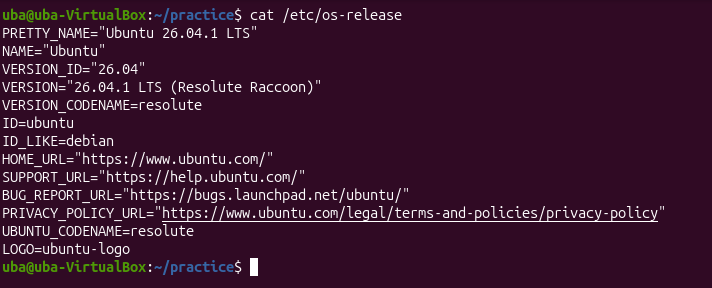 uba@uba-VirtualBox:~/practice$ cat /etc/os-release
PRETTY_NAME="Ubuntu 26.04.1 LTS"
NAME="Ubuntu"
VERSION_ID="26.04"
VERSION="26.04.1 LTS (Resolute Raccoon)"
VERSION_CODENAME=resolute
ID=ubuntu
ID_LIKE=debian
HOME_URL="https://www.ubuntu.com/"
SUPPORT_URL="https://help.ubuntu.com/"
BUG_REPORT_URL="https://bugs.launchpad.net/ubuntu/"
PRIVACY_POLICY_URL="https://www.ubuntu.com/legal/terms-and-policies/privacy-policy"
UBUNTU_CODENAME=resolute
LOGO=ubuntu-logo
uba@uba-VirtualBox:~/practice$